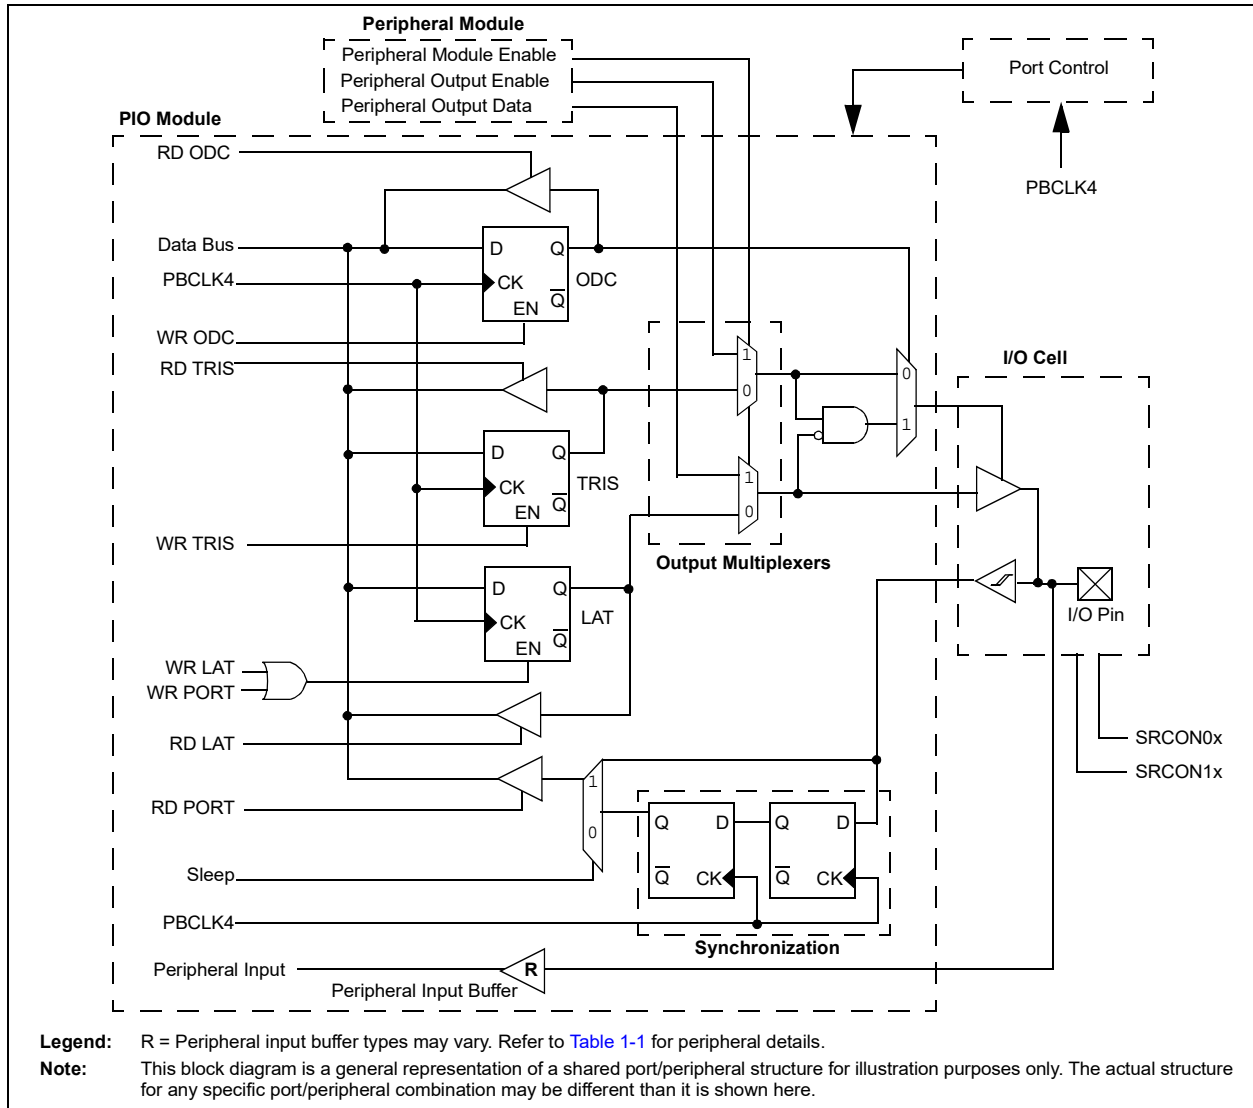 Peripheral Module
Peripheral Module Enable
Peripheral Output Enable
Peripheral Output Data
Port Control
PBCLK4
PIO Module
RD ODC
Data Bus
PBCLK4
WR ODC
D
Q
CK
EN
Q
ODC
RD TRIS
1
0
I/O Cell
0
1
D
Q
CK
EN
Q
TRIS
WR TRIS
1
0
Output Multiplexers
D
Q
CK
EN
Q
LAT
I/O Pin
WR LAT
WR PORT
RD LAT
SRCON0x
SRCON1x
RD PORT
1
0
Q
D
Q
CK
Q
D
Q
CK
Sleep
PBCLK4
Synchronization
Peripheral Input
R
Peripheral Input Buffer
Legend: R = Peripheral input buffer types may vary. Refer to Table 1-1 for peripheral details.
Note: This block diagram is a general representation of a shared port/peripheral structure for illustration purposes only. The actual structure
for any specific port/peripheral combination may be different than it is shown here.